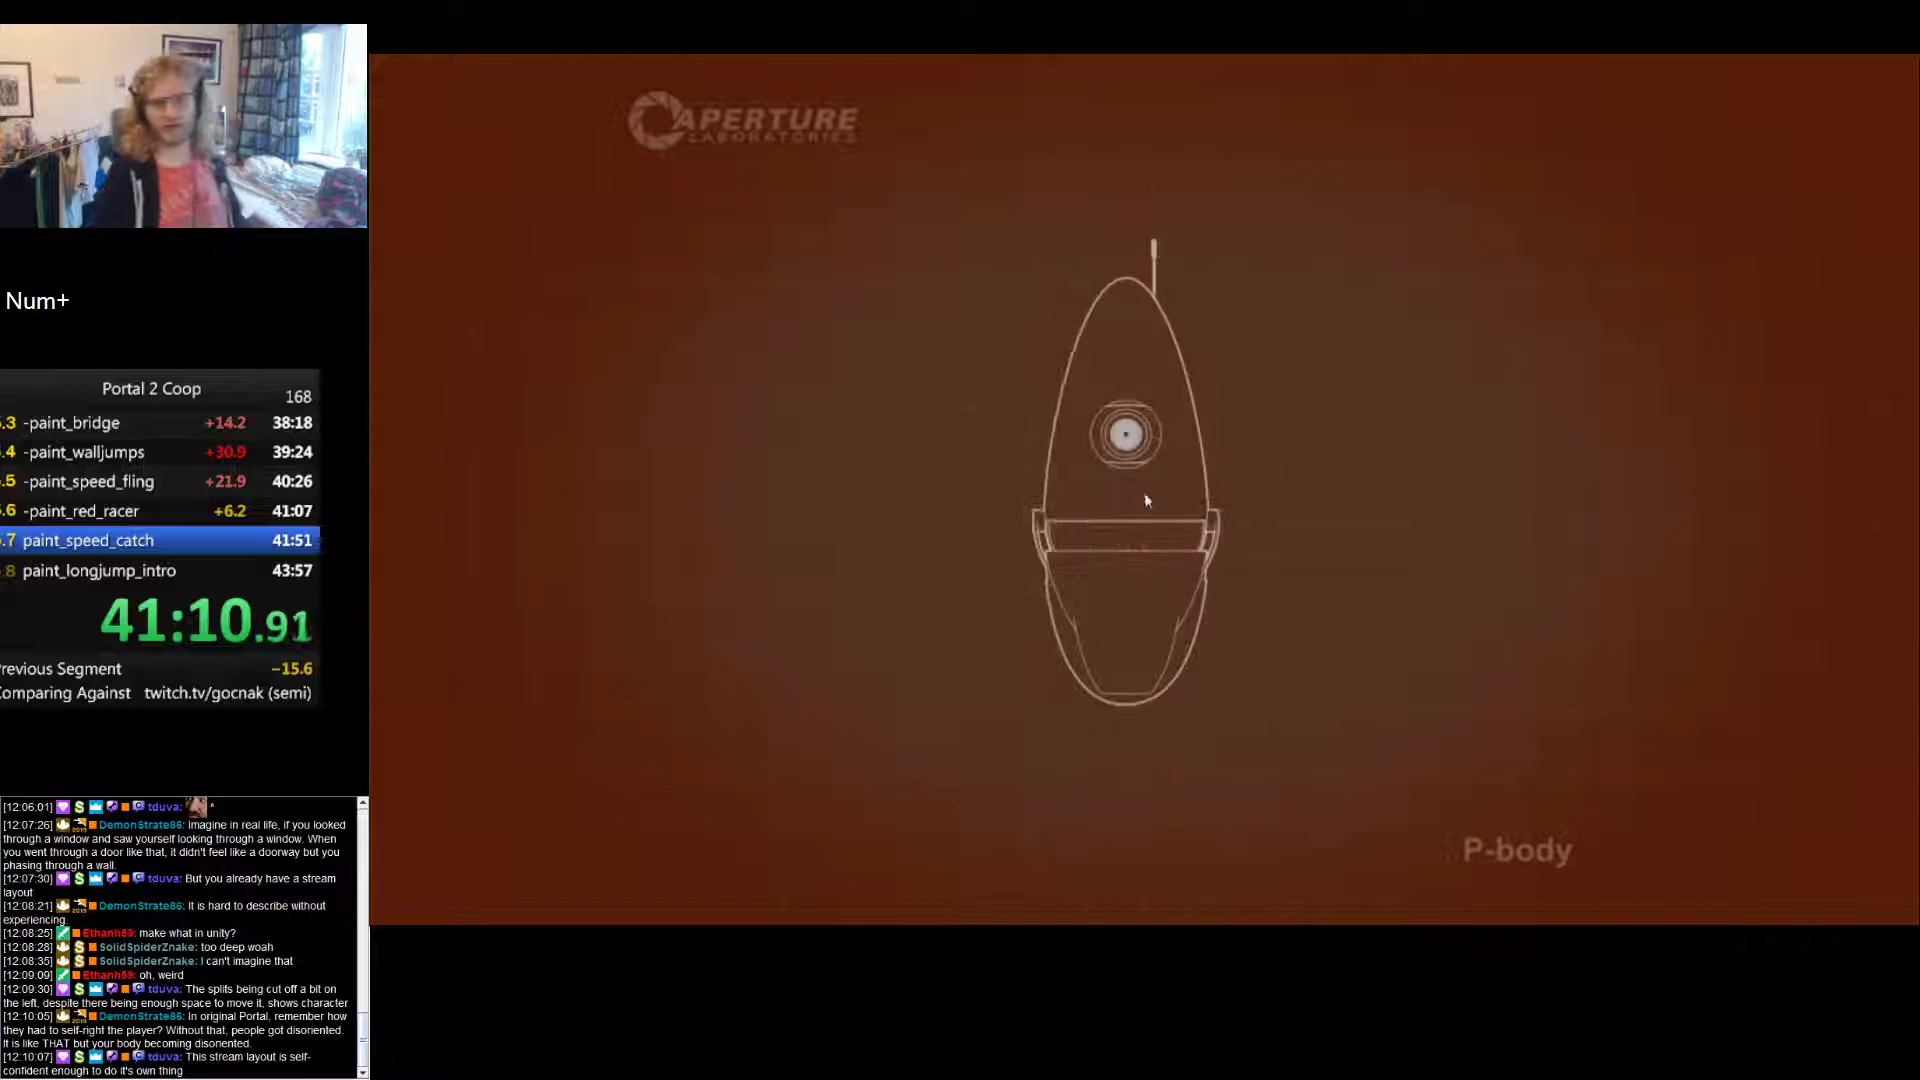 APERTURE
LABORATORIES
Num+
Portal 2 Coop
168
.3 -paint_bridge +14.2 38:18
.4 -paint_walljumps +30.9 39:24
.5 -paint_speed_fling +21.9 40:26
.6 -paint_red_racer +6.2 41:07
.7 paint_speed_catch 41:51
.8 paint_longjump_intro 43:57
41:10.91
revious Segment -15.6
omparing Against twitch.tv/gocnak (semi)
P-body
[12:06:01] tduva: ^
[12:07:26] 2019 DemonStrate86: Imagine in real life, if you looked
through a window and saw yourself looking through a window. When
you went through a door like that, it didn't feel like a doorway but you
phasing through a wall.
[12:07:30] tduva: But you already have a stream
layout
[12:08:21] 2019 DemonStrate86: It is hard to describe without
experiencing.
[12:08:25] Ethanh59: make what in unity?
[12:08:28] SolidSpiderZnake: too deep woah
[12:08:35] SolidSpiderZnake: I can't imagine that
[12:09:09] Ethanh59: oh, weird
[12:09:30] tduva: The splits being cut off a bit on
the left, despite there being enough space to move it, shows character
[12:10:05] 2019 DemonStrate86: In original Portal, remember how
they had to self-right the player? Without that, people got disoriented.
It is like THAT but your body becoming disoriented.
[12:10:07] tduva: This stream layout is self-
confident enough to do it's own thing